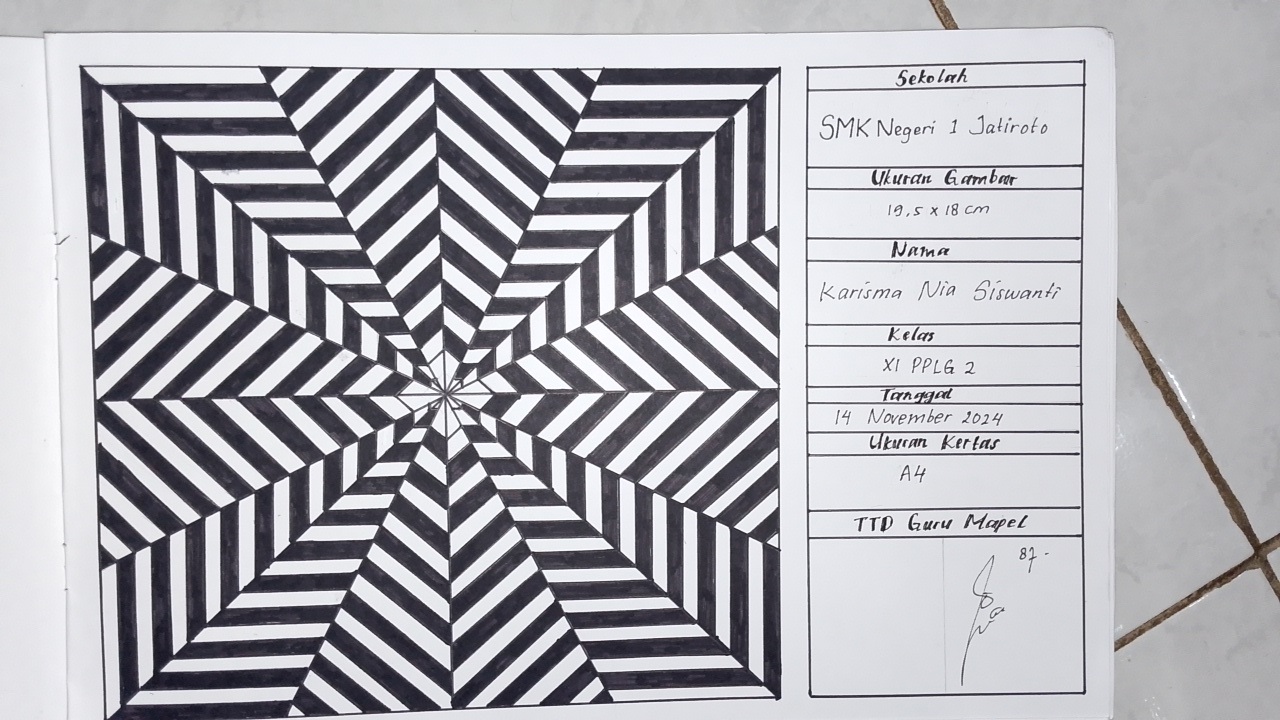 Sekolah
SMK Negeri 1 Jatiroto
Ukuran Gambar
19,5 x 18 cm
Nama
Karisma Nia Siswanti
Kelas
XI PPLG 2
Tanggal
14 November 2024
Ukuran Kertas
A4
TTD Guru Mapel
87 -